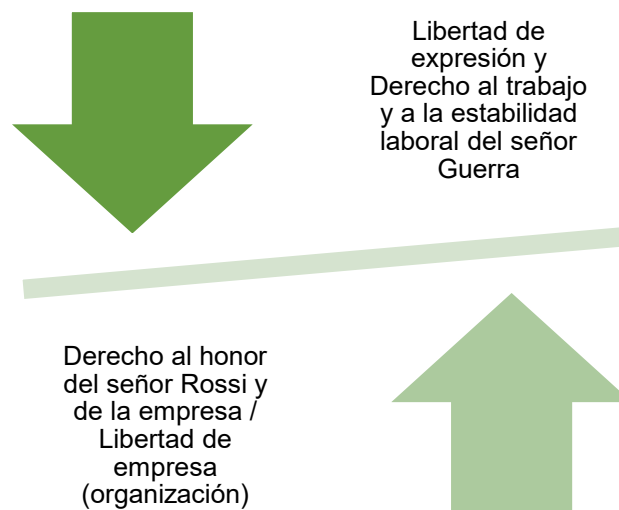 Libertad de
expresión y
Derecho al trabajo
y a la estabilidad
laboral del señor
Guerra
Derecho al honor
del señor Rossi y
de la empresa /
Libertad de
empresa
(organización)